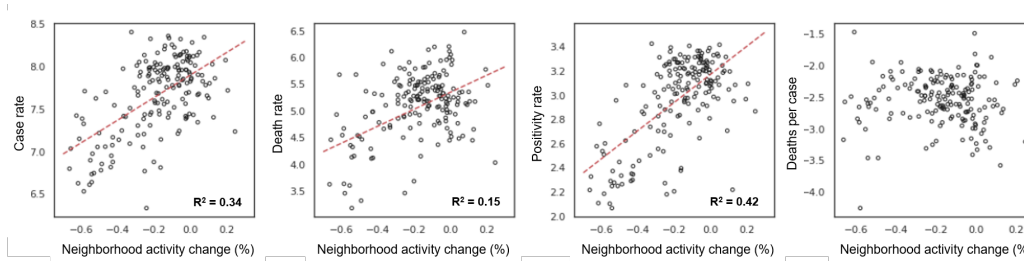 Case rate
8.5
8.0
7.5
7.0
6.5
−0.6 −0.4 −0.2 0.0 0.2
R² = 0.34
Neighborhood activity change (%)
Death rate
6.5
6.0
5.5
5.0
4.5
4.0
3.5
−0.6 −0.4 −0.2 0.0 0.2
R² = 0.15
Neighborhood activity change (%)
Positivity rate
3.4
3.2
3.0
2.8
2.6
2.4
2.2
2.0
−0.6 −0.4 −0.2 0.0 0.2
R² = 0.42
Neighborhood activity change (%)
Deaths per case
−1.5
−2.0
−2.5
−3.0
−3.5
−4.0
−0.6 −0.4 −0.2 0.0 0.2
Neighborhood activity change (%